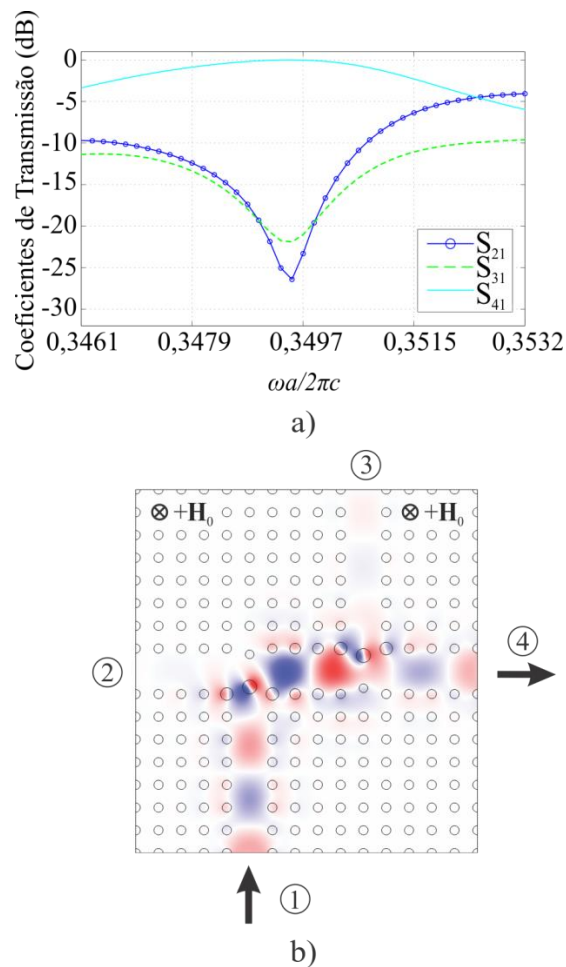 Coeficientes de Transmissão (dB)
0
-5
-10
-15
-20
-25
-30
S21
S31
S41
0,3461 0,3479 0,3497 0,3515 0,3532
ωa/2πc
a)
③
⊗ +H₀ ⊗ +H₀
②
④
①
b)